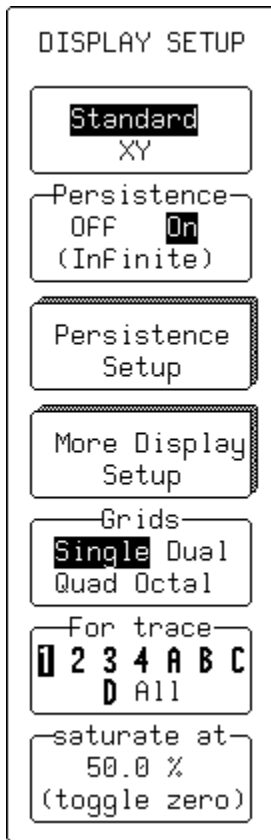 DISPLAY SETUP
Standard
XY
Persistence
OFF On
(Infinite)
Persistence
Setup
More Display
Setup
Grids
Single Dual
Quad Octal
For trace
1 2 3 4 A B C
D All
saturate at
50.0 %
(toggle zero)